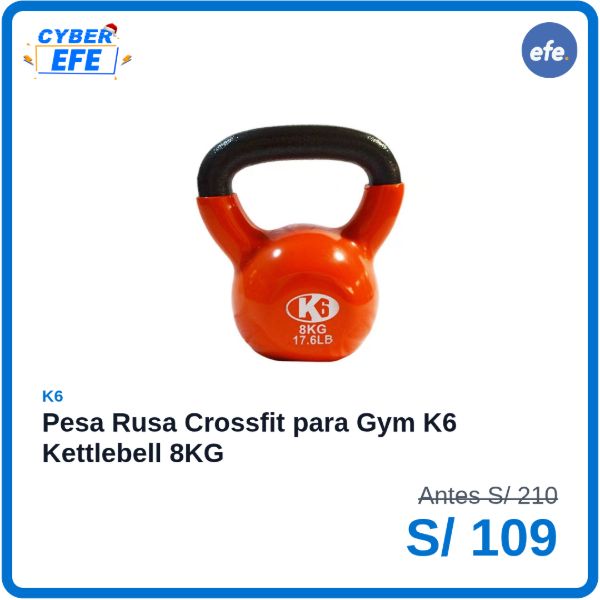 CYBER
EFE
efe.
K6
8KG
17.6LB
K6
Pesa Rusa Crossfit para Gym K6
Kettlebell 8KG
Antes S/ 210
S/ 109